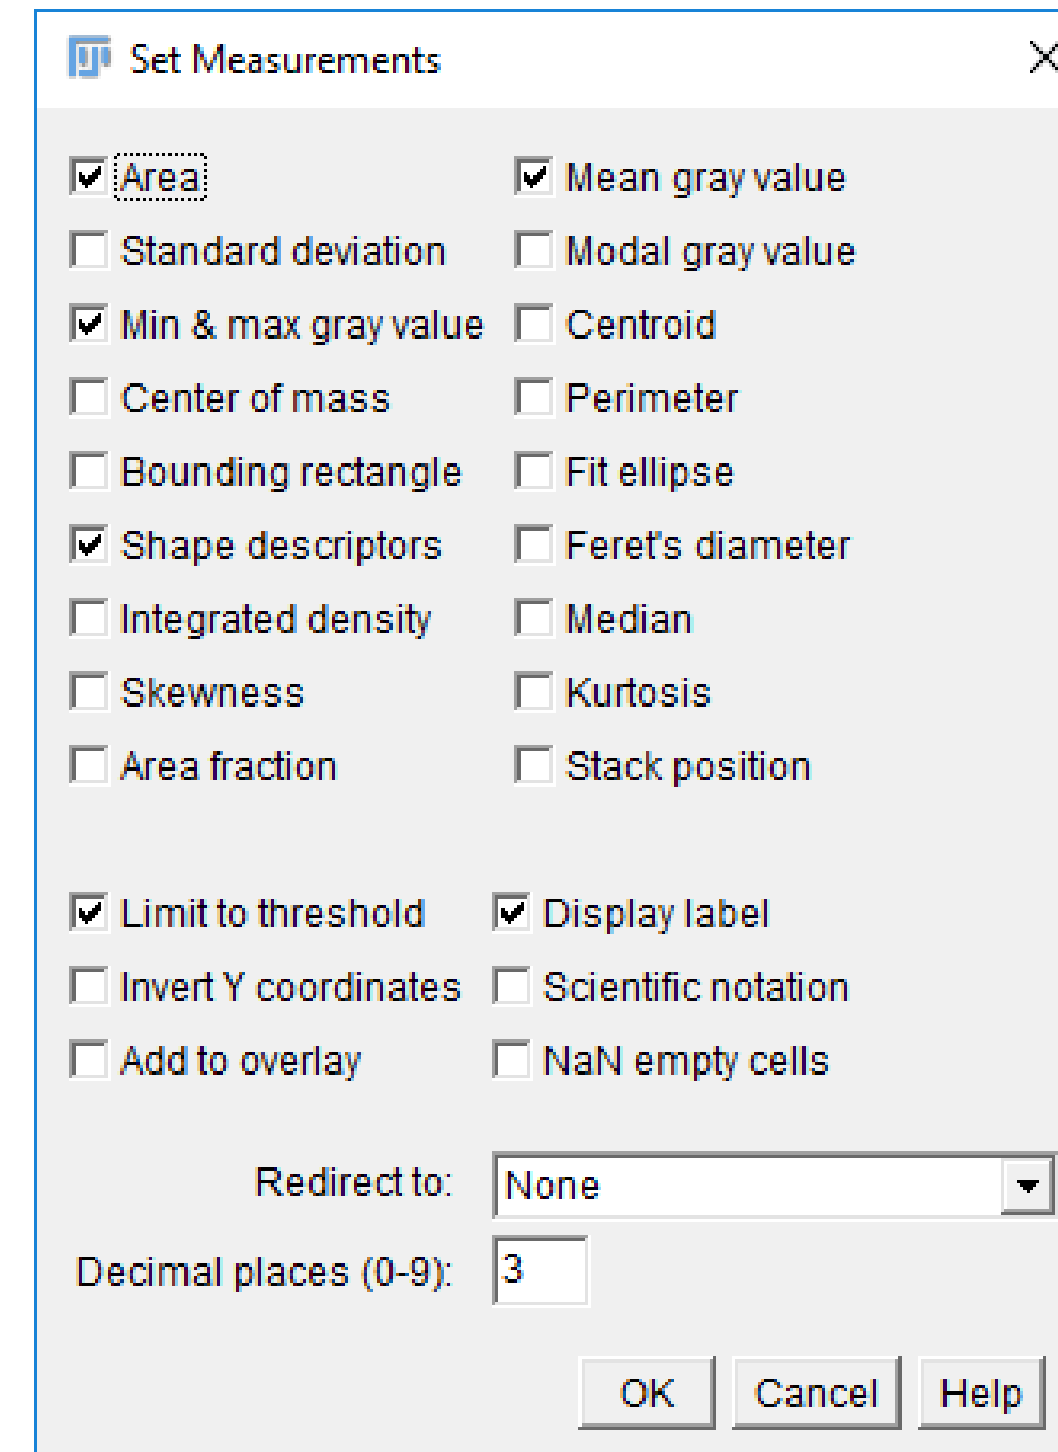 Set Measurements
Area Mean gray value
Standard deviation Modal gray value
Min & max gray value Centroid
Center of mass Perimeter
Bounding rectangle Fit ellipse
Shape descriptors Feret's diameter
Integrated density Median
Skewness Kurtosis
Area fraction Stack position
Limit to threshold Display label
Invert Y coordinates Scientific notation
Add to overlay NaN empty cells
Redirect to: None
Decimal places (0-9): 3
OK Cancel Help